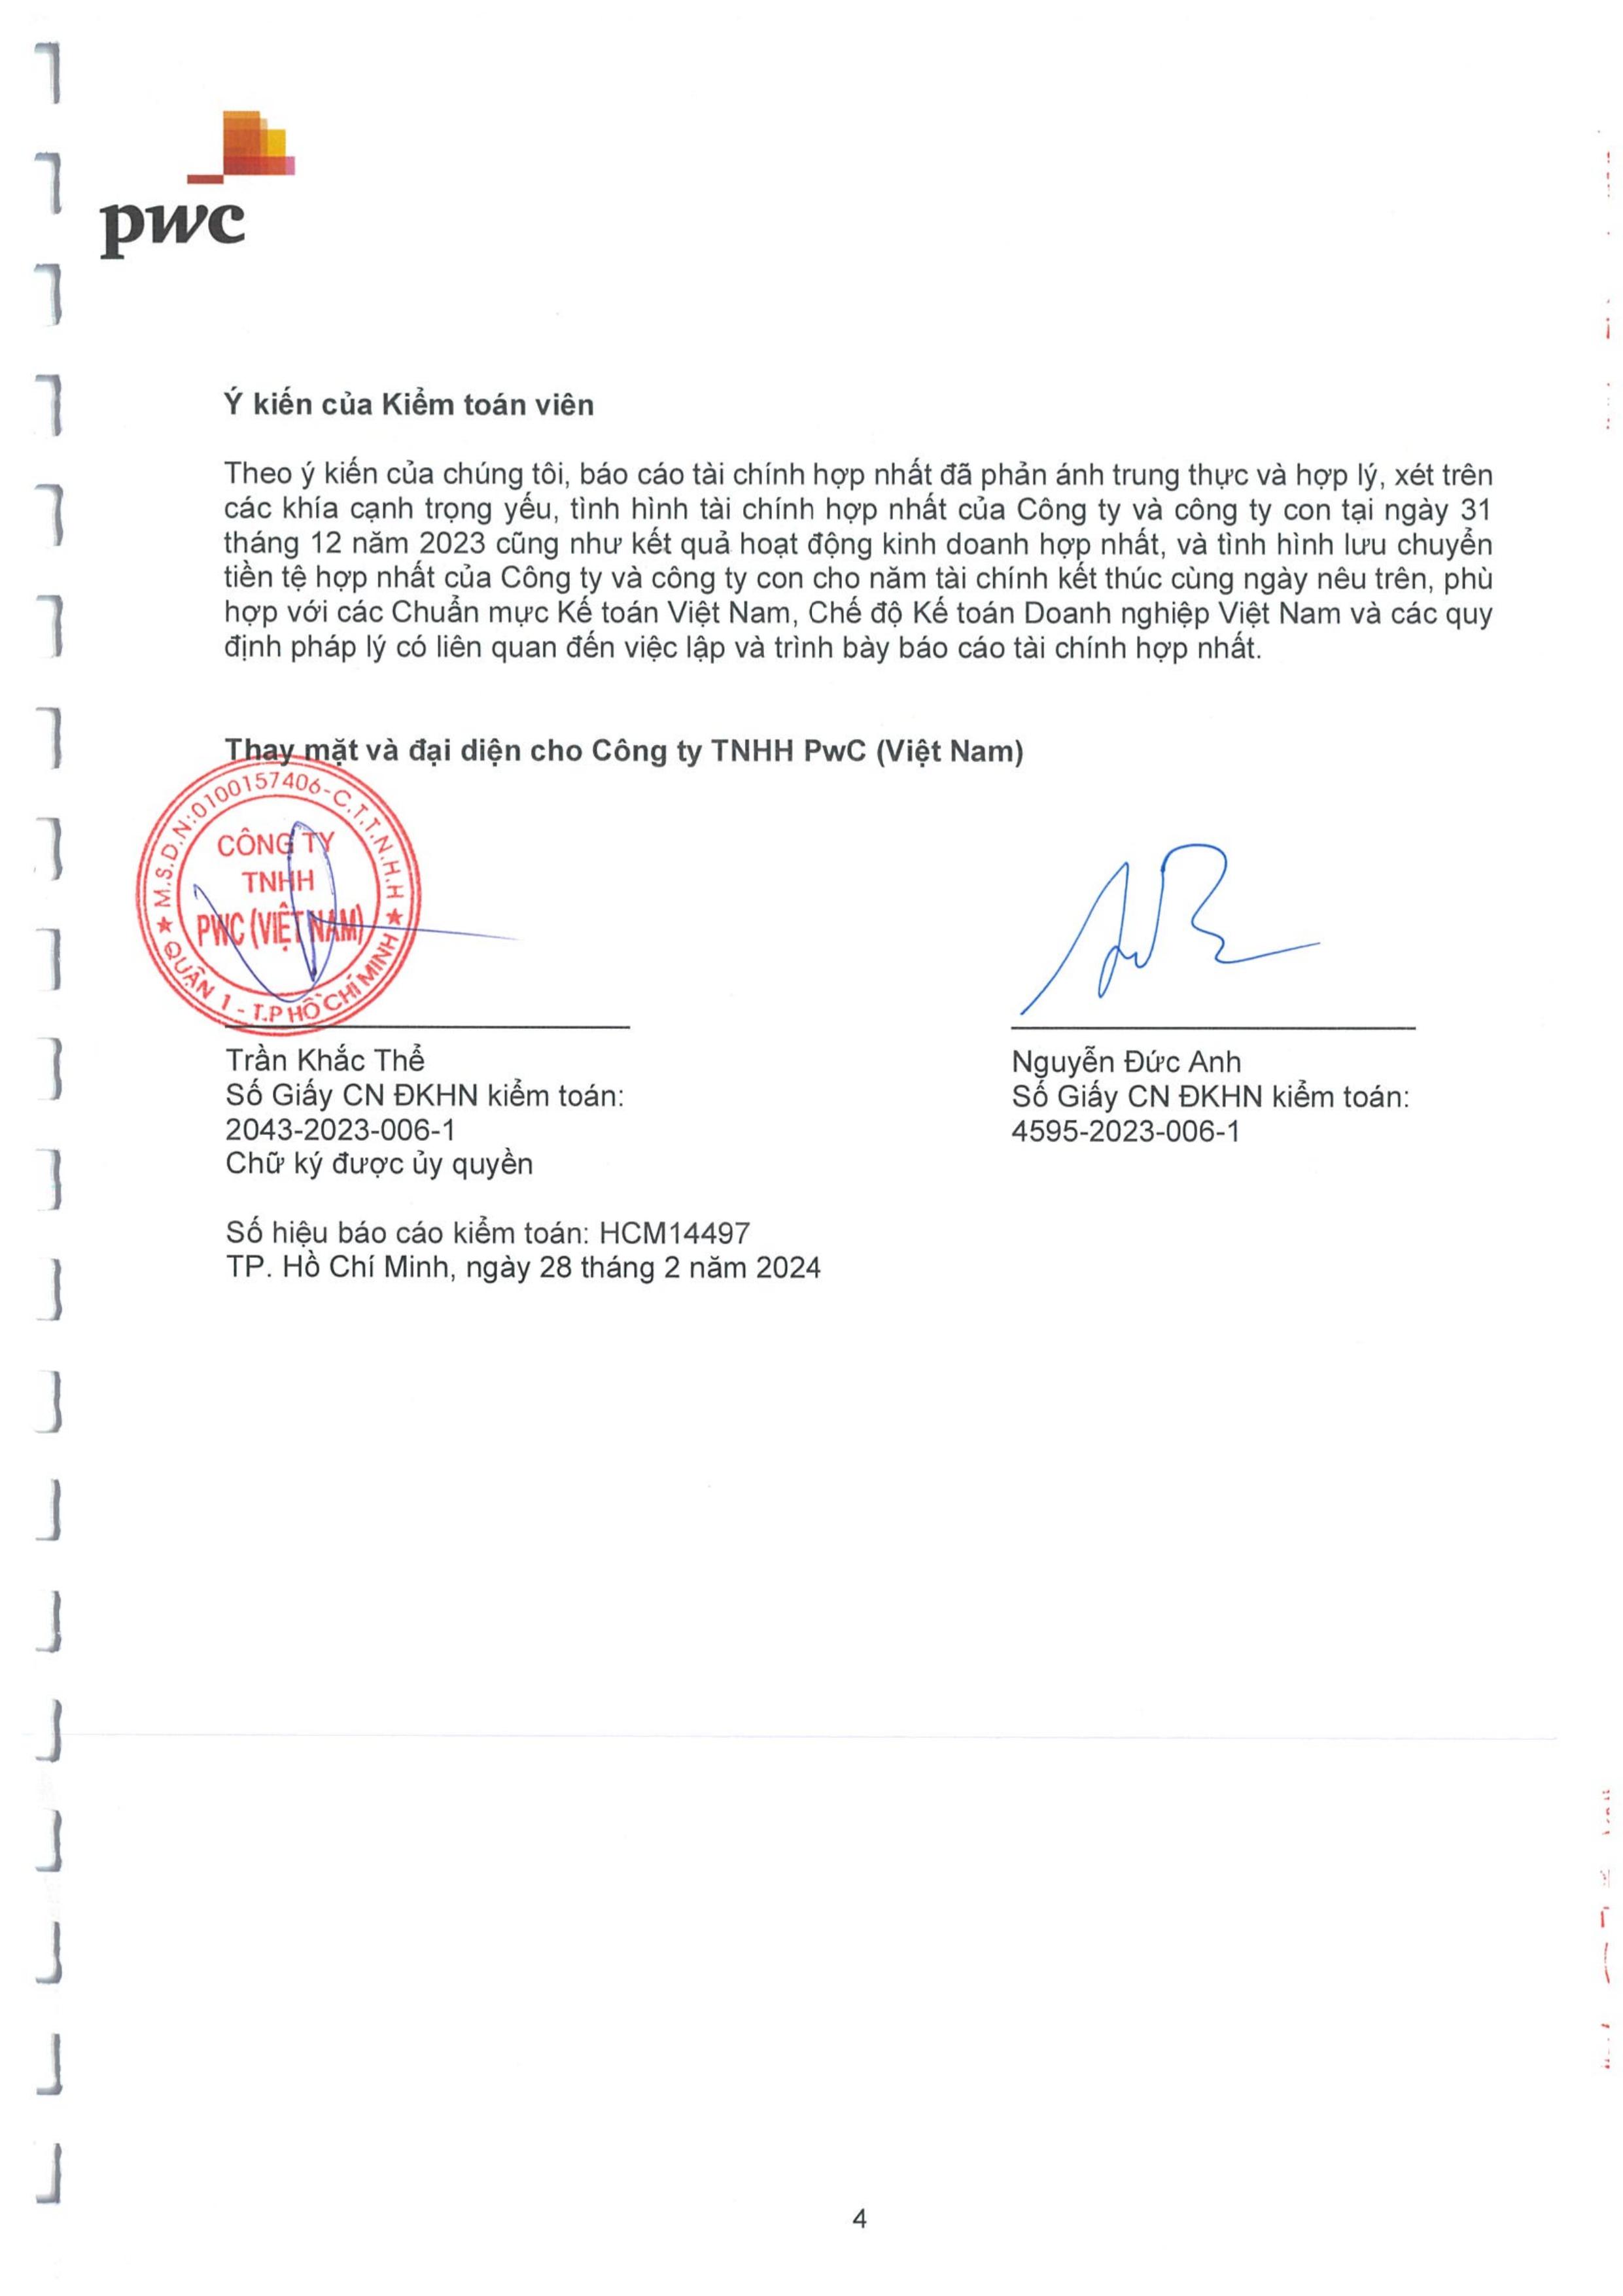 pwc
Ý kiến của Kiểm toán viên
Theo ý kiến của chúng tôi, báo cáo tài chính hợp nhất đã phản ánh trung thực và hợp lý, xét trên
các khía cạnh trọng yếu, tình hình tài chính hợp nhất của Công ty và công ty con tại ngày 31
tháng 12 năm 2023 cũng như kết quả hoạt động kinh doanh hợp nhất, và tình hình lưu chuyển
tiền tệ hợp nhất của Công ty và công ty con cho năm tài chính kết thúc cùng ngày nêu trên, phù
hợp với các Chuẩn mực Kế toán Việt Nam, Chế độ Kế toán Doanh nghiệp Việt Nam và các quy
định pháp lý có liên quan đến việc lập và trình bày báo cáo tài chính hợp nhất.
Thay mặt và đại diện cho Công ty TNHH PwC (Việt Nam)
M.S.D.N:0100157406-C.T.T.N.H.H
CÔNG TY
TNHH
PWC (VIỆT NAM)
QUẬN 1 - T.P HỒ CHÍ MINH
Trần Khắc Thể
Số Giấy CN ĐKHN kiểm toán:
2043-2023-006-1
Chữ ký được ủy quyền
Nguyễn Đức Anh
Số Giấy CN ĐKHN kiểm toán:
4595-2023-006-1
Số hiệu báo cáo kiểm toán: HCM14497
TP. Hồ Chí Minh, ngày 28 tháng 2 năm 2024
4